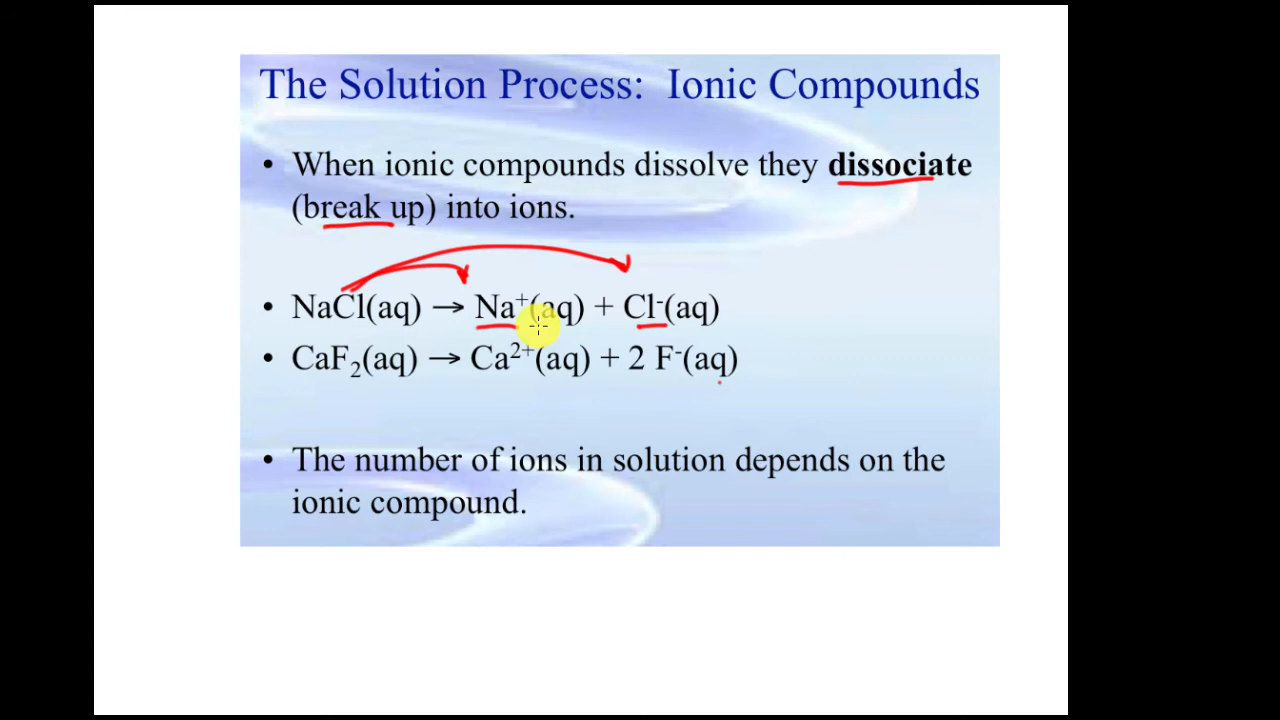 The Solution Process: Ionic Compounds
• When ionic compounds dissolve they dissociate
(break up) into ions.
• NaCl(aq) → Na⁺(aq) + Cl⁻(aq)
• CaF₂(aq) → Ca²⁺(aq) + 2 F⁻(aq)
• The number of ions in solution depends on the
ionic compound.